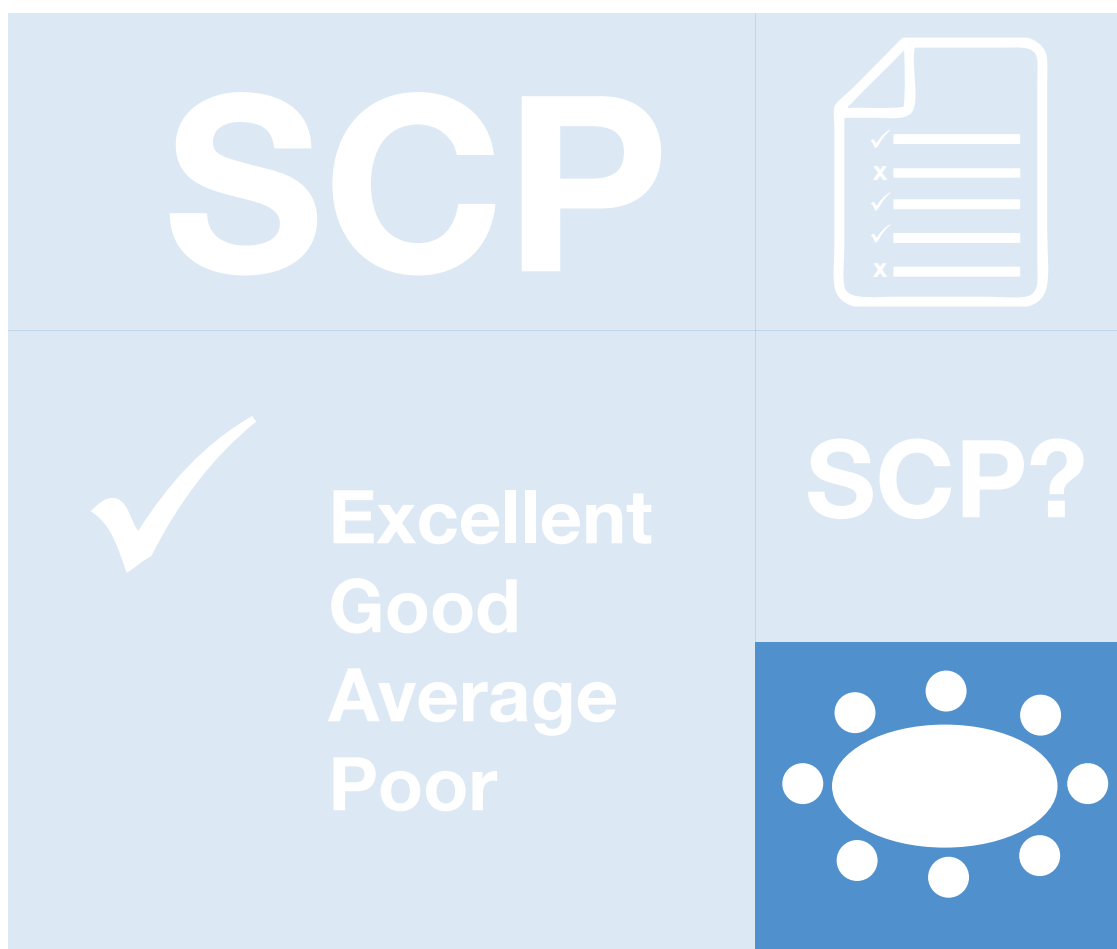 SCP
✓
x
✓
✓
x
SCP?
✓ Excellent
Good
Average
Poor